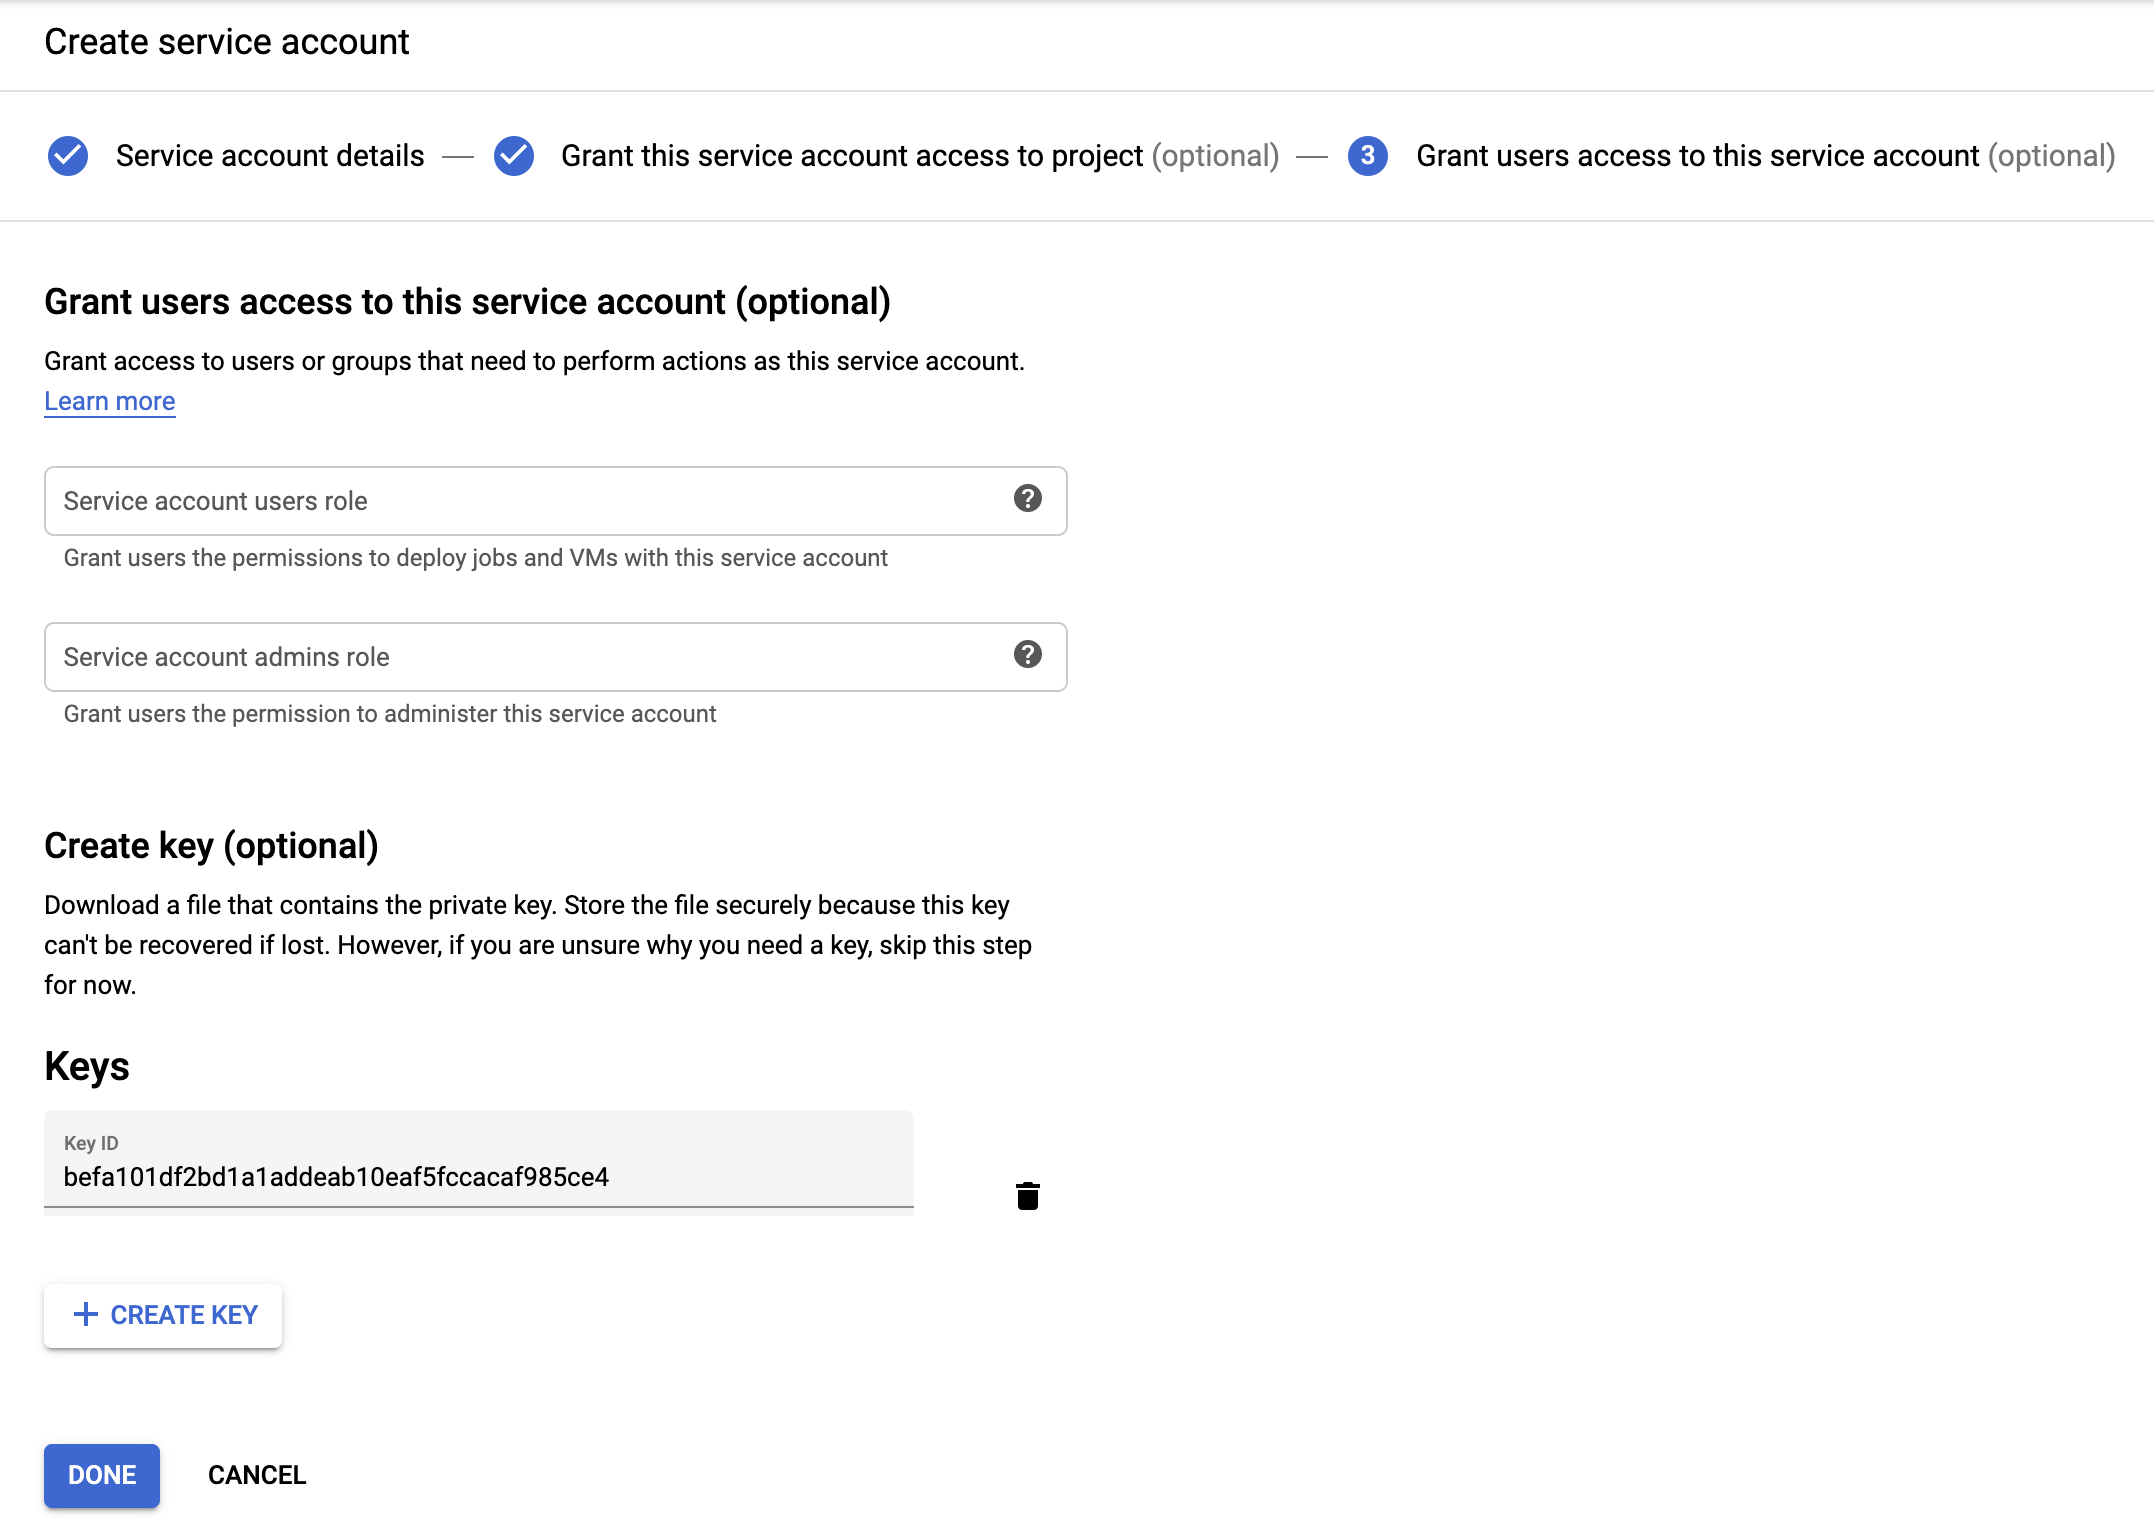 Create service account
Service account details — Grant this service account access to project (optional) — 3 Grant users access to this service account (optional)
Grant users access to this service account (optional)
Grant access to users or groups that need to perform actions as this service account.
Learn more
Service account users role ?
Grant users the permissions to deploy jobs and VMs with this service account
Service account admins role ?
Grant users the permission to administer this service account
Create key (optional)
Download a file that contains the private key. Store the file securely because this key
can't be recovered if lost. However, if you are unsure why you need a key, skip this step
for now.
Keys
Key ID
befa101df2bd1a1addeab10eaf5fccacaf985ce4
+ CREATE KEY
DONE CANCEL